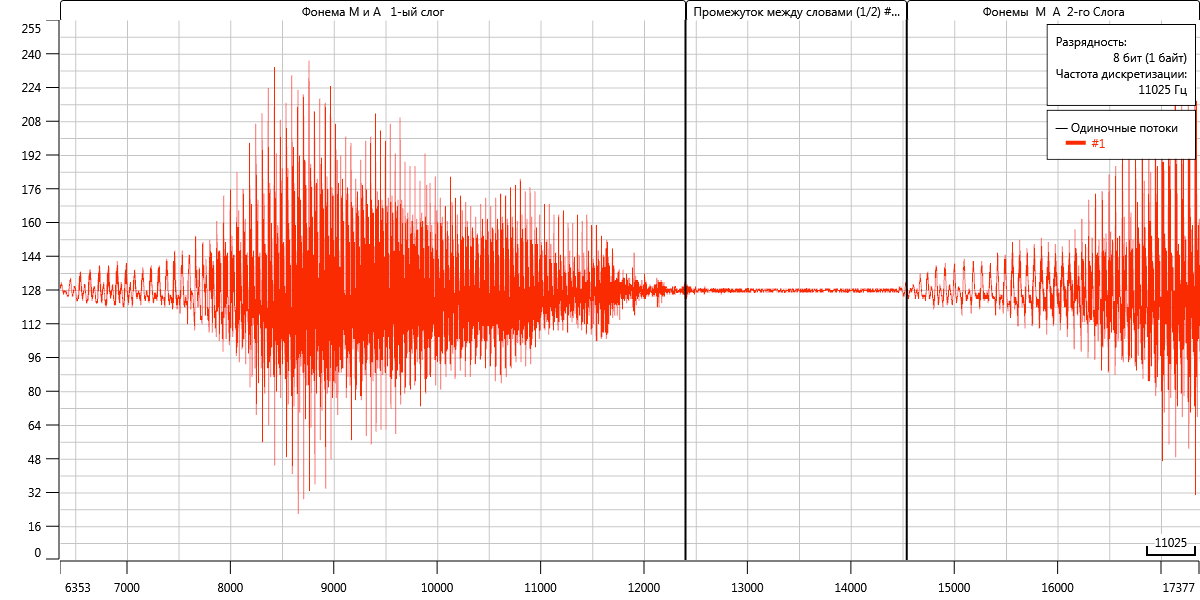 Фонема М и А 1-ый слог
Промежуток между словами (1/2) #...
Фонемы М А 2-го Слога
Разрядность:
8 бит (1 байт)
Частота дискретизации:
11025 Гц
Одиночные потоки
#1
255
240
224
208
192
176
160
144
128
112
96
80
64
48
32
16
0
11025
6353 7000 8000 9000 10000 11000 12000 13000 14000 15000 16000 17377